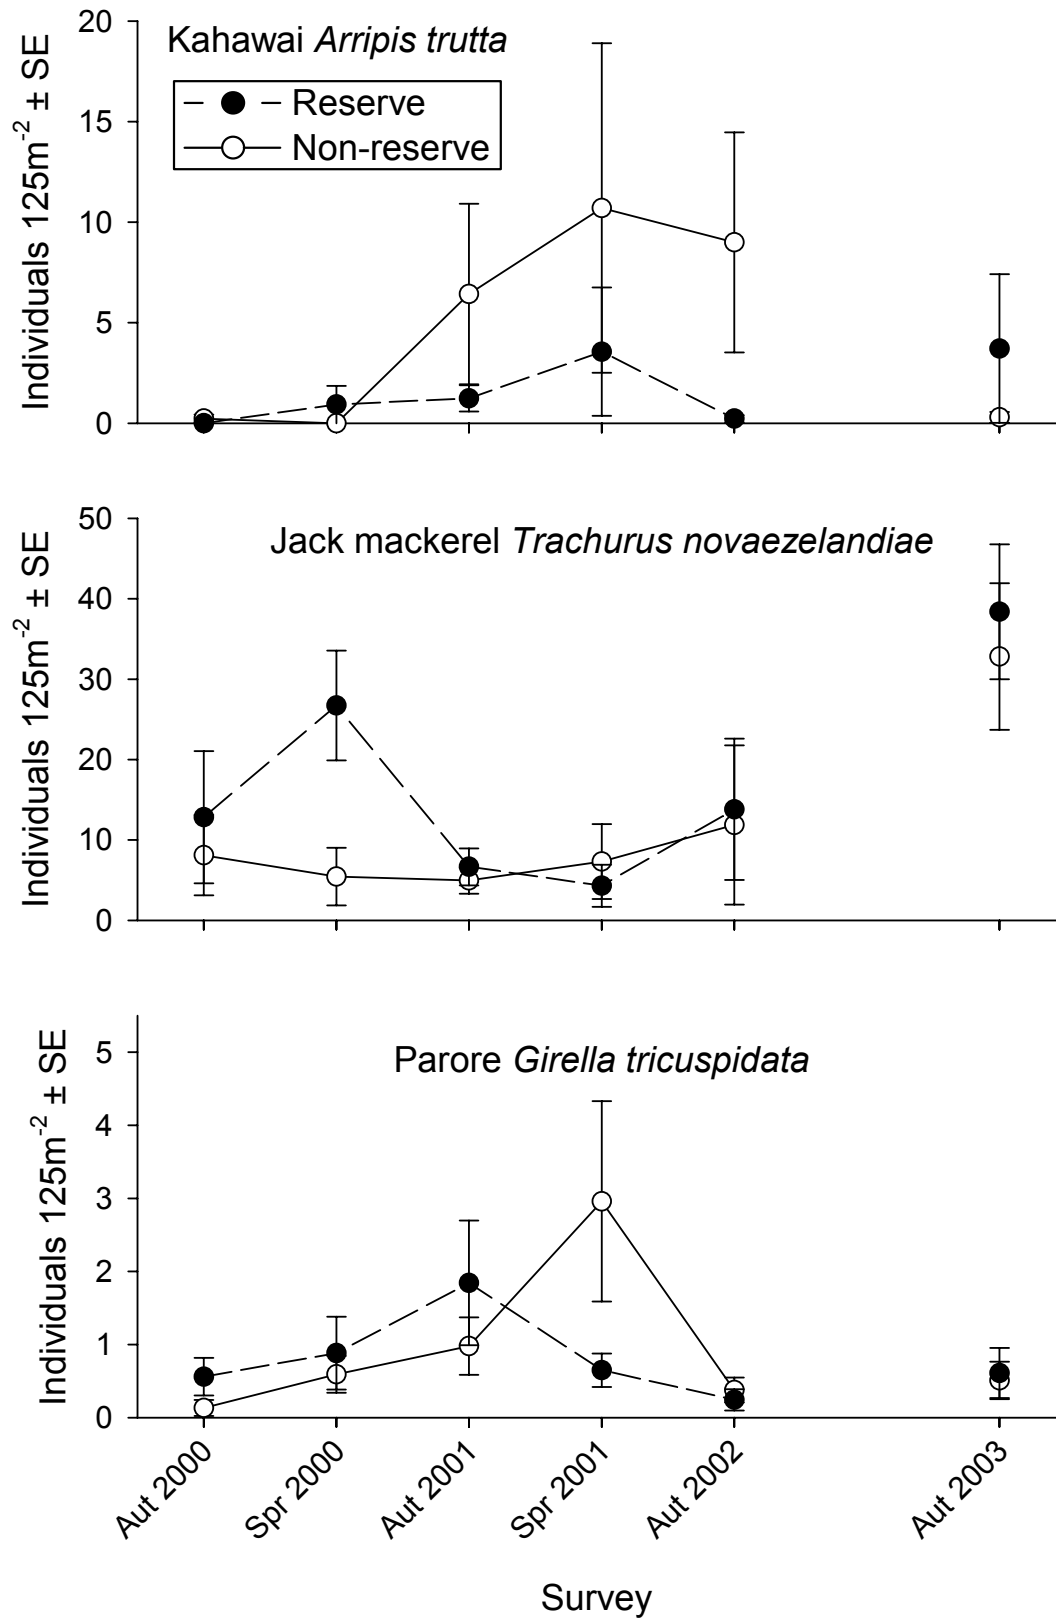 Kahawai Arripis trutta
Reserve
Non-reserve
Individuals 125m⁻² ± SE
20
15
10
5
0
Jack mackerel Trachurus novaezelandiae
Individuals 125m⁻² ± SE
50
40
30
20
10
0
Parore Girella tricuspidata
Individuals 125m⁻² ± SE
5
4
3
2
1
0
Aut 2000
Spr 2000
Aut 2001
Spr 2001
Aut 2002
Aut 2003
Survey